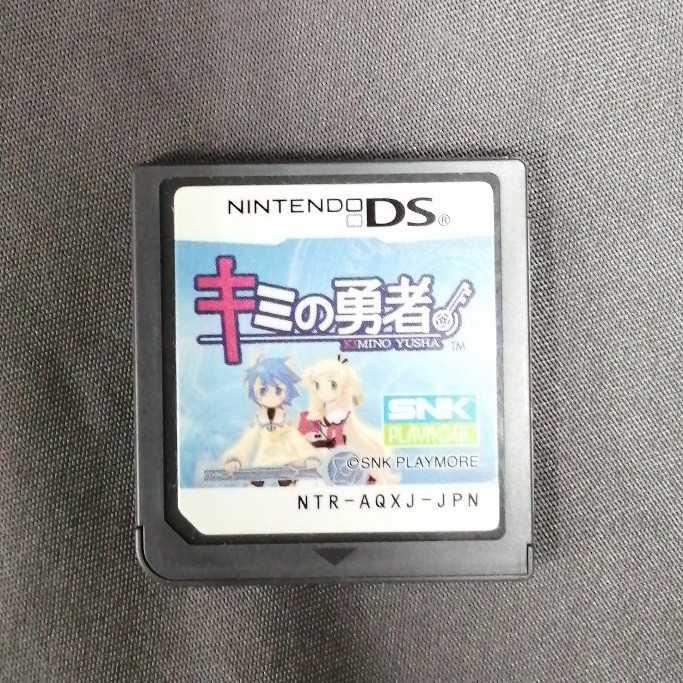 NINTENDO DS®
キミの勇者
KIMINO YUSHA TM
SNK
PLAYMORE
©SNK PLAYMORE
NTR-AQXJ-JPN